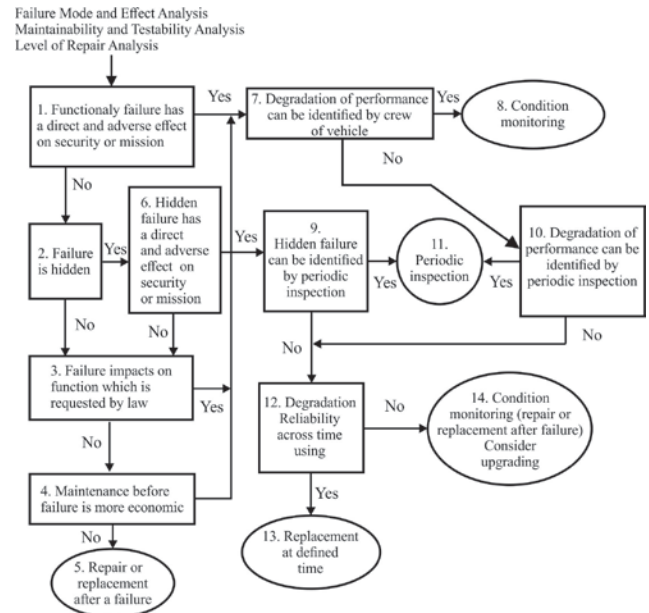 Failure Mode and Effect Analysis
Maintainability and Testability Analysis
Level of Repair Analysis
1. Functionaly failure has
a direct and adverse effect
on security or mission
Yes
7. Degradation of performance
can be identified by crew
of vehicle
Yes
8. Condition
monitoring
No
No
2. Failure
is hidden
Yes
6. Hidden
failure has
a direct
and adverse
effect on
security
or mission
Yes
9.
Hidden failure
can be identified
by periodic
inspection
Yes
11.
Periodic
inspection
Yes
10. Degradation of
performance can be
identified by
periodic inspection
No
No
No
No
3. Failure impacts on
function which is
requested by law
Yes
12. Degradation
Reliability
across time
using
No
14. Condition
monitoring (repair or
replacement after failure)
Consider
upgrading
No
4. Maintenance before
failure is more economic
Yes
No
13. Replacement
at defined
time
5. Repair or
replacement
after a failure